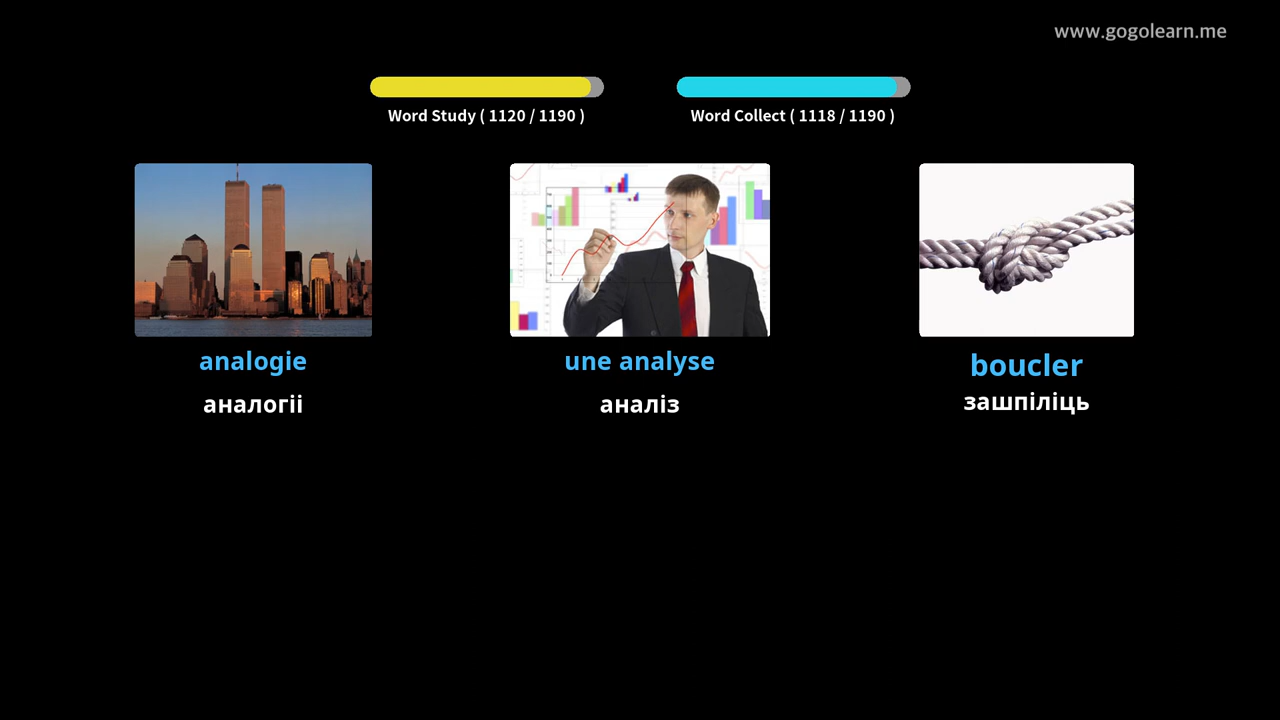 www.gogolearn.me
Word Study ( 1120 / 1190 )
Word Collect ( 1118 / 1190 )
analogie
une analyse
boucler
аналогіі
аналіз
зашпіліць